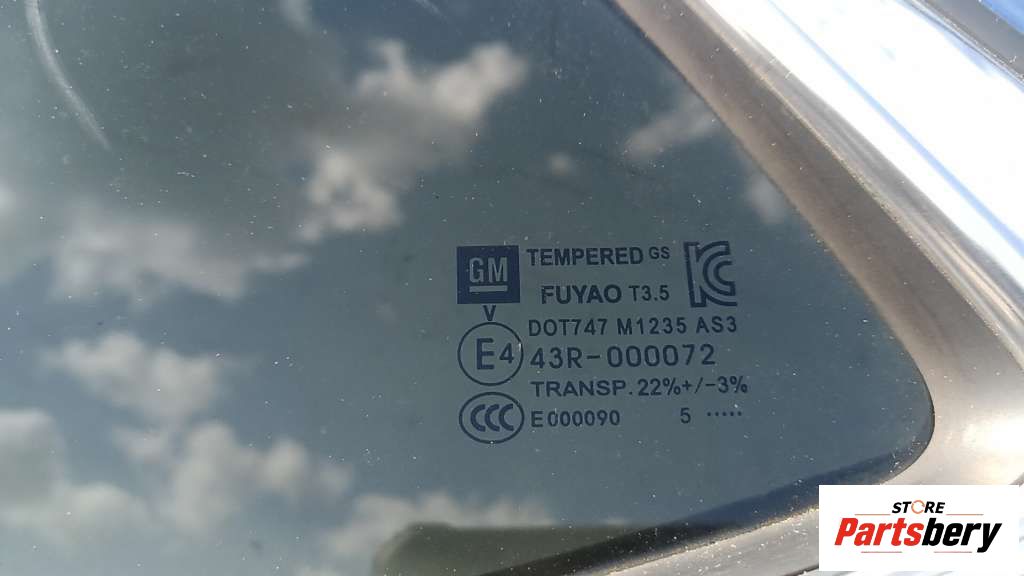 GM TEMPERED GS
FUYAO T3.5
V
DOT747 M1235 AS3
E4 43R-000072
TRANSP. 22%+/-3%
CCC E000090 5 .....
STORE
Partsbery